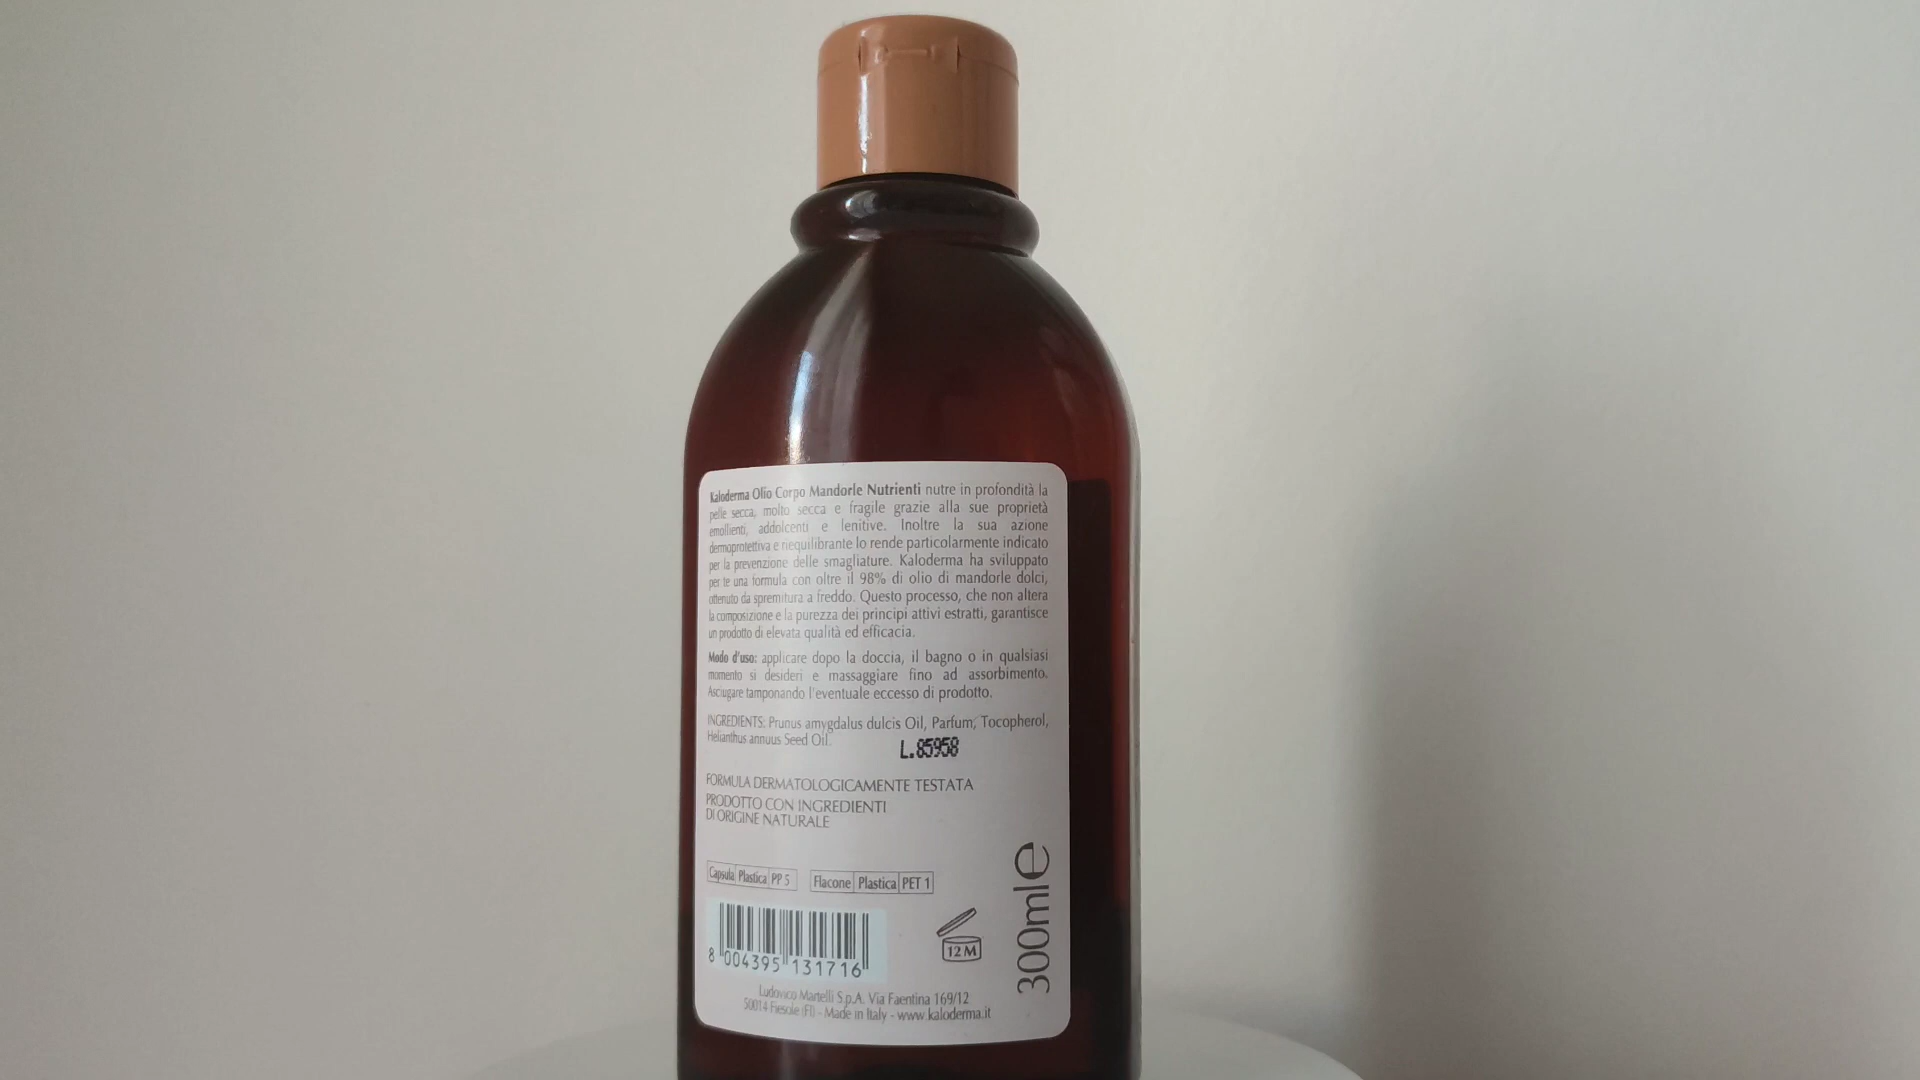 Kaloderma Olio Corpo Mandorle Nutrienti nutre in profondità la
pelle secca, molto secca e fragile grazie alla sue proprietà
emollienti, addolcenti e lenitive. Inoltre la sua azione
dermoprotettiva e riequilibrante lo rende particolarmente indicato
per la prevenzione delle smagliature. Kaloderma ha sviluppato
per te una formula con oltre il 98% di olio di mandorle dolci,
ottenuto da spremitura a freddo. Questo processo, che non altera
la composizione e la purezza dei principi attivi estratti, garantisce
un prodotto di elevata qualità ed efficacia.
Modo d'uso: applicare dopo la doccia, il bagno o in qualsiasi
momento si desideri e massaggiare fino ad assorbimento.
Asciugare tamponando l'eventuale eccesso di prodotto.
INGREDIENTS: Prunus amygdalus dulcis Oil, Parfum, Tocopherol,
Helianthus annuus Seed Oil.
L.85958
FORMULA DERMATOLOGICAMENTE TESTATA
PRODOTTO CON INGREDIENTI
DI ORIGINE NATURALE
Capsula Plastica PP 5 Flacone Plastica PET 1
12 M
300ml e
8 004395 131716
Ludovico Martelli S.p.A. Via Faentina 169/12
50014 Fiesole (FI) - Made in Italy - www.kaloderma.it